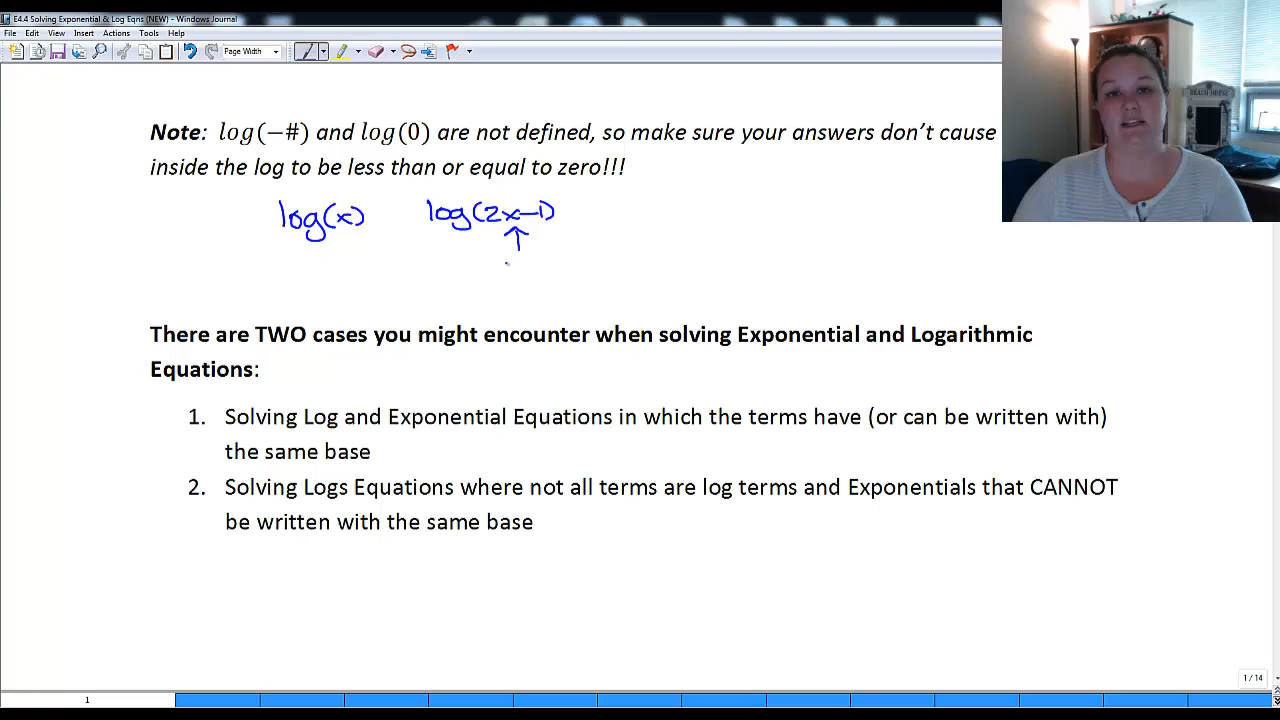 E4.4 Solving Exponential & Log Eqns (NEW) - Windows Journal
File Edit View Insert Actions Tools Help
Page Width
Note: log(−#) and log(0) are not defined, so make sure your answers don't cause
inside the log to be less than or equal to zero!!!
log(x) log(2x−1)
BEACH HOUSE
There are TWO cases you might encounter when solving Exponential and Logarithmic
Equations:
1. Solving Log and Exponential Equations in which the terms have (or can be written with)
the same base
2. Solving Logs Equations where not all terms are log terms and Exponentials that CANNOT
be written with the same base
1 / 14
1